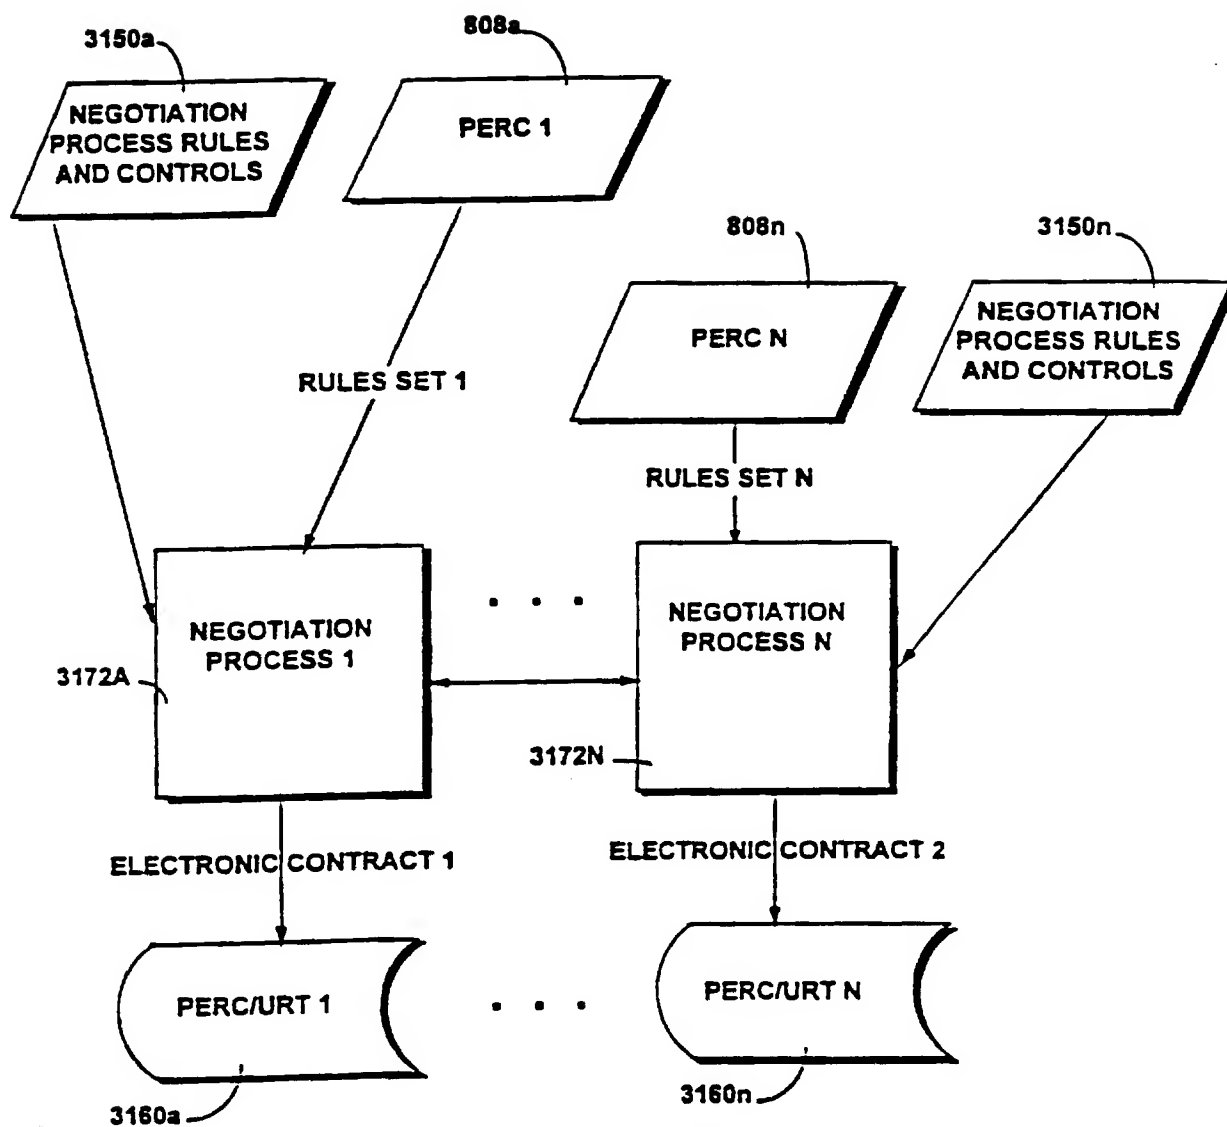 3150a
808a
NEGOTIATION
PROCESS RULES
AND CONTROLS
PERC 1
808n
3150n
PERC N
NEGOTIATION
PROCESS RULES
AND CONTROLS
RULES SET 1
RULES SET N
. . .
NEGOTIATION
PROCESS 1
NEGOTIATION
PROCESS N
3172A
3172N
ELECTRONIC CONTRACT 1
ELECTRONIC CONTRACT 2
PERC/URT 1
. . .
PERC/URT N
3160a
3160n